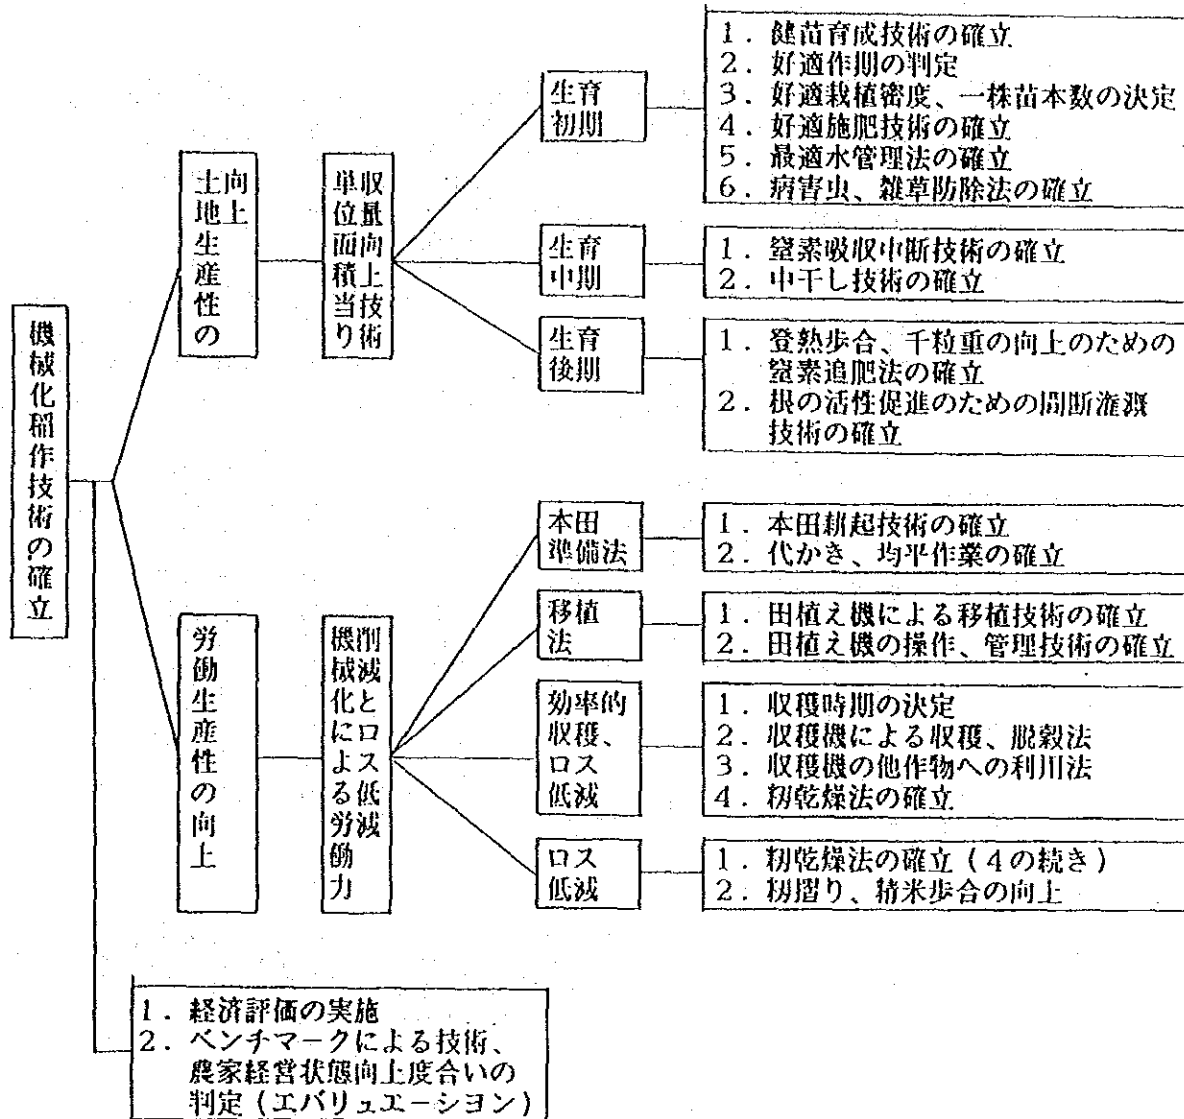 機械化稲作技術の確立
土地生産性の
向上
単位面積当り
収量向上技術
生育
初期
1．健苗育成技術の確立
2．好適作期の判定
3．好適栽植密度、一株苗本数の決定
4．好適施肥技術の確立
5．最適水管理法の確立
6．病害虫、雑草防除法の確立
生育
中期
1．窒素吸収中断技術の確立
2．中干し技術の確立
生育
後期
1．登熟歩合、千粒重の向上のための
窒素追肥法の確立
2．根の活性促進のための間断灌漑
技術の確立
労働生産性の向上
機械化による労働力
削減とロス低減
本田
準備法
1．本田耕起技術の確立
2．代かき、均平作業の確立
移植
法
1．田植え機による移植技術の確立
2．田植え機の操作、管理技術の確立
効率的
収穫、
ロス
低減
1．収穫時期の決定
2．収穫機による収穫、脱穀法
3．収穫機の他作物への利用法
4．籾乾燥法の確立
ロス
低減
1．籾乾燥法の確立（4の続き）
2．籾摺り、精米歩合の向上
1．経済評価の実施
2．ベンチマークによる技術、
農家経営状態向上度合いの
判定（エバリュエーション）